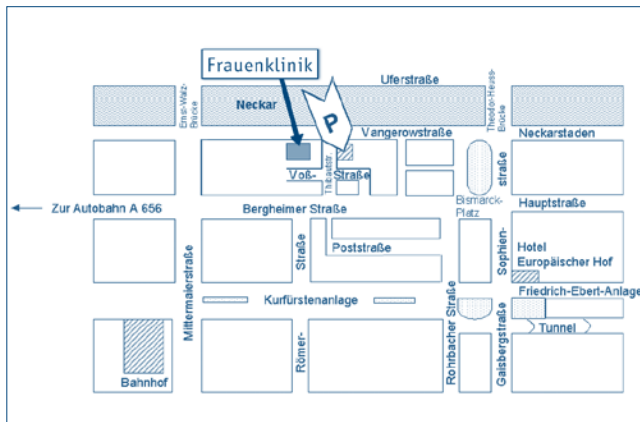 Frauenklinik
Uferstraße
Neckar
Ernst-Walz-
Brücke
Theodor-Heuss-
Brücke
P
Vangerowstraße
Neckarstaden
Voß-
Thibautstr.
Straße
straße
Bismarck-
Platz
Hauptstraße
Zur Autobahn A 656
Bergheimer Straße
Poststraße
Straße
Sophien-
Hotel
Europäischer Hof
Mittermaierstraße
Kurfürstenanlage
Friedrich-Ebert-Anlage
Rohrbacher Straße
Gaisbergstraße
Tunnel
Römer-
Bahnhof